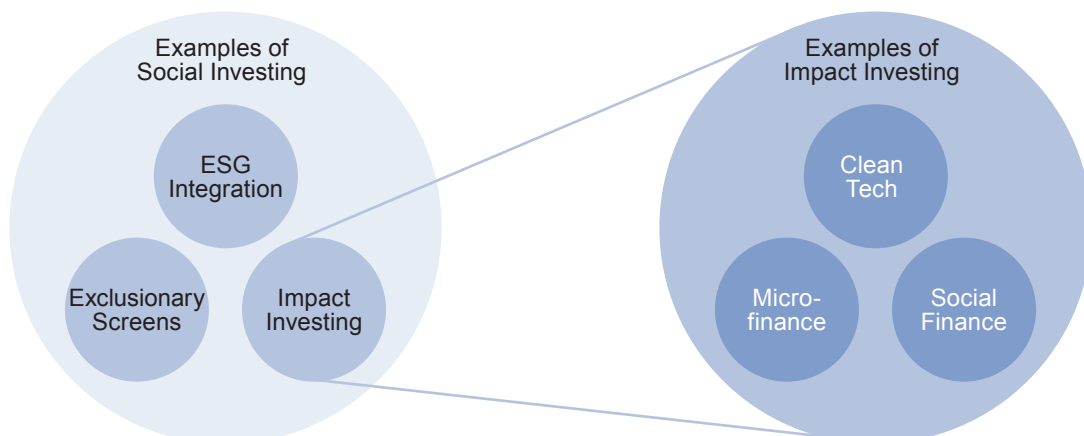 Examples of
Social Investing
ESG
Integration
Exclusionary
Screens
Impact
Investing
Examples of
Impact Investing
Clean
Tech
Micro-
finance
Social
Finance